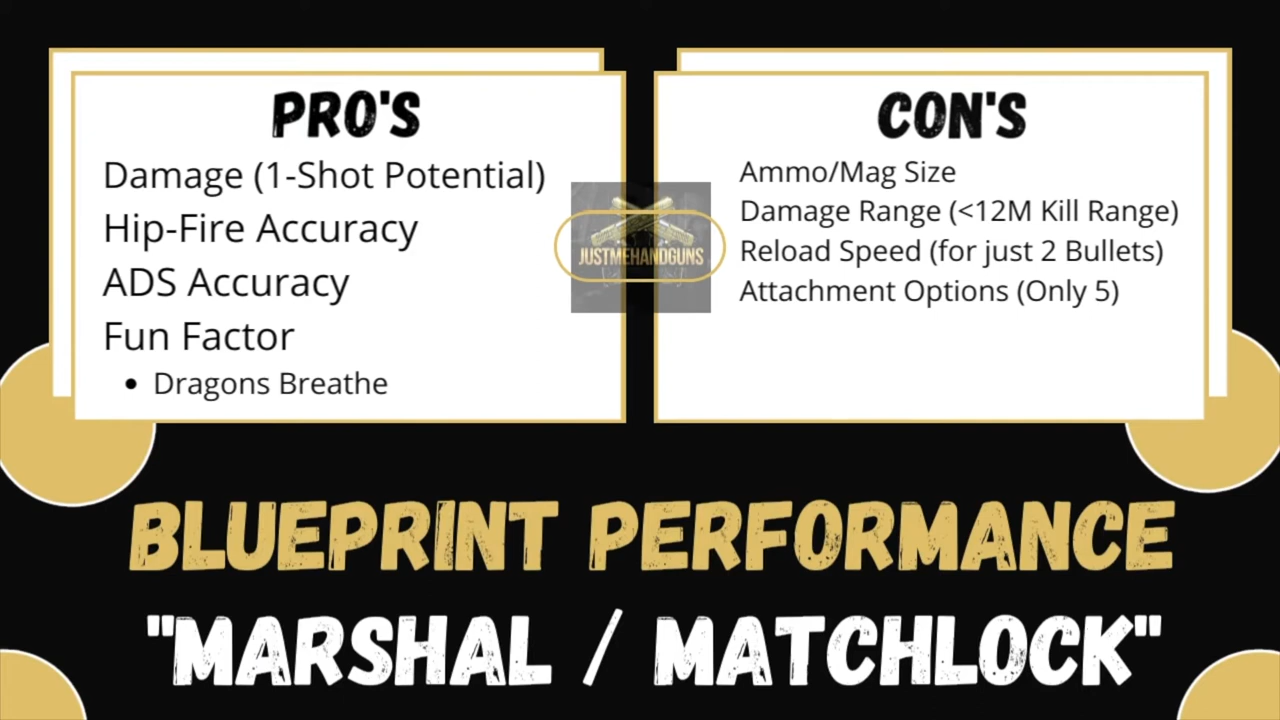 PRO'S
Damage (1-Shot Potential)
Hip-Fire Accuracy
ADS Accuracy
Fun Factor
• Dragons Breathe
JUSTMEHANDGUNS
CON'S
Ammo/Mag Size
Damage Range (<12M Kill Range)
Reload Speed (for just 2 Bullets)
Attachment Options (Only 5)
BLUEPRINT PERFORMANCE
"MARSHAL / MATCHLOCK"